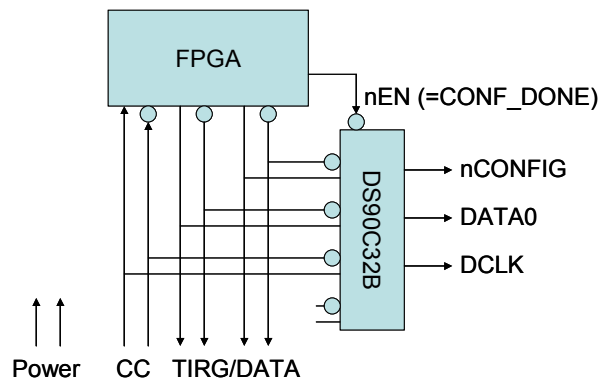 FPGA
nEN (=CONF_DONE)
DS90C32B
nCONFIG
DATA0
DCLK
Power CC TIRG/DATA